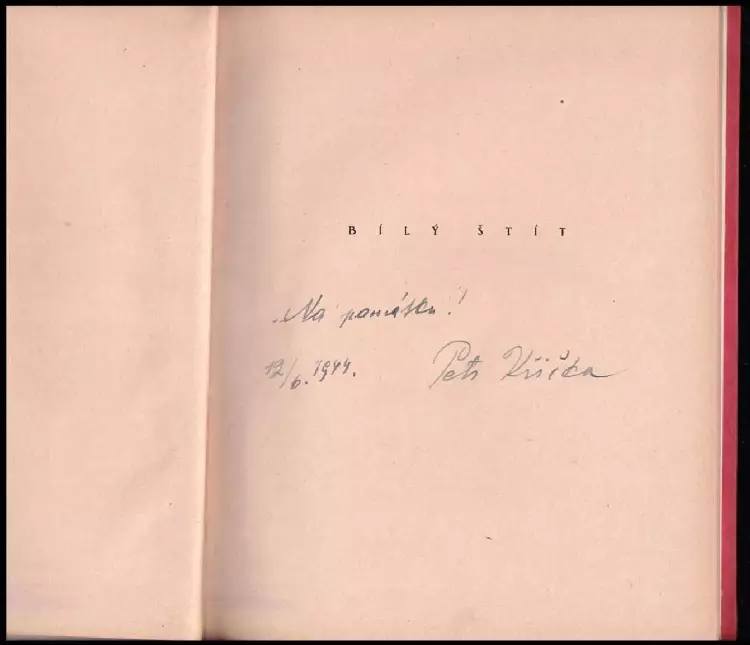 BÍLÝ ŠTÍT
Na památku!
12/6. 1944. Petr Křička